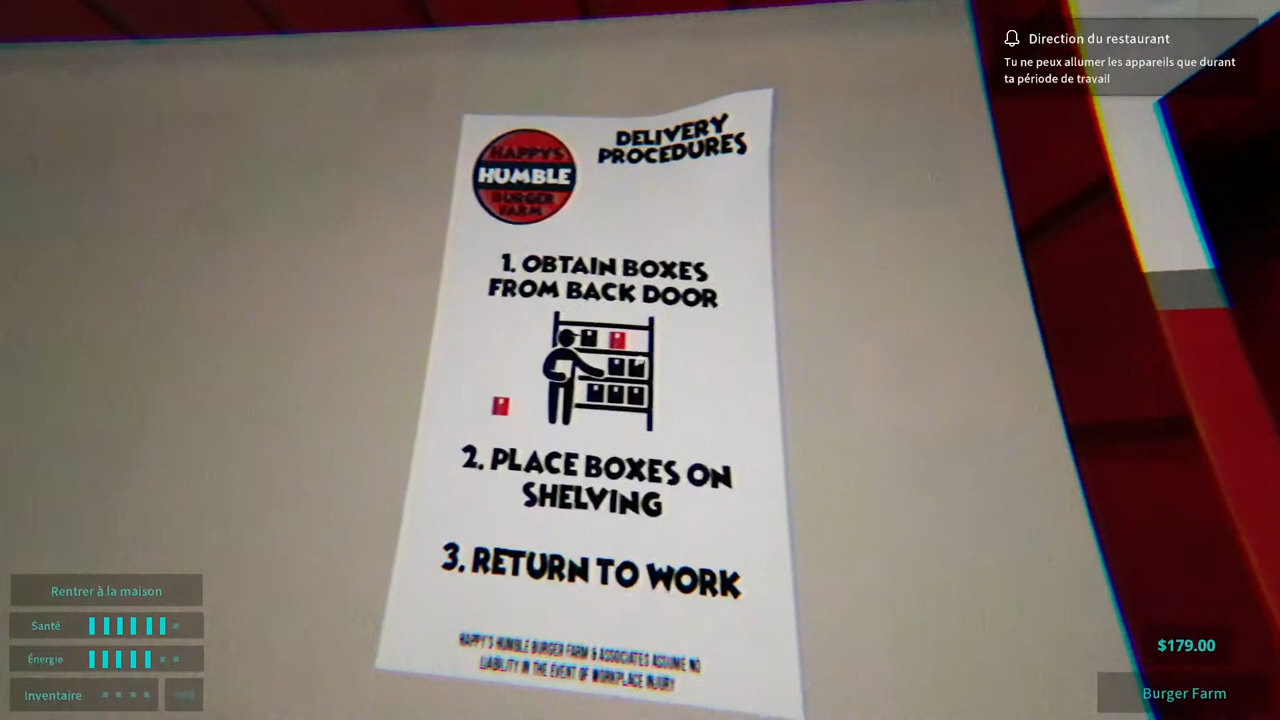 Direction du restaurant
Tu ne peux allumer les appareils que durant
ta période de travail
HAPPY'S
HUMBLE
BURGER
FARM
DELIVERY
PROCEDURES
1. OBTAIN BOXES
FROM BACK DOOR
2. PLACE BOXES ON
SHELVING
3. RETURN TO WORK
HAPPY'S HUMBLE BURGER FARM & ASSOCIATES ASSUME NO
LIABILITY IN THE EVENT OF WORKPLACE INJURY
Rentrer à la maison
Santé
Énergie
Inventaire
$179.00
Burger Farm